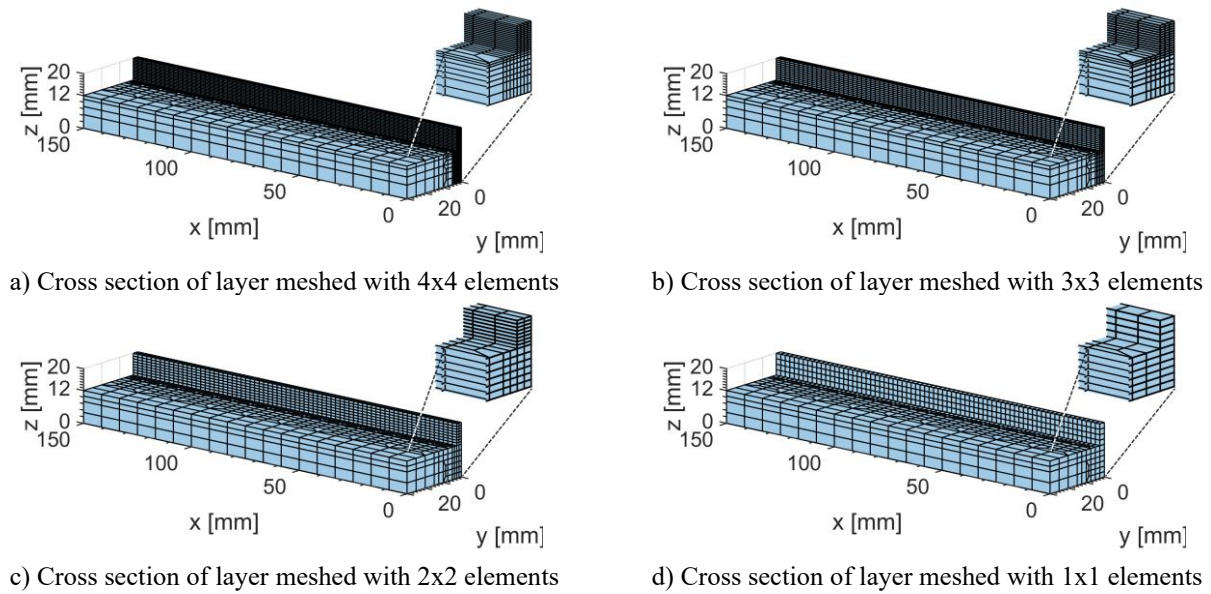 20
12
0
z [mm]
150
100
50
0
x [mm]
20
0
y [mm]
a) Cross section of layer meshed with 4x4 elements
20
12
0
z [mm]
150
100
50
0
x [mm]
20
0
y [mm]
b) Cross section of layer meshed with 3x3 elements
20
12
0
z [mm]
150
100
50
0
x [mm]
20
0
y [mm]
c) Cross section of layer meshed with 2x2 elements
20
12
0
z [mm]
150
100
50
0
x [mm]
20
0
y [mm]
d) Cross section of layer meshed with 1x1 elements